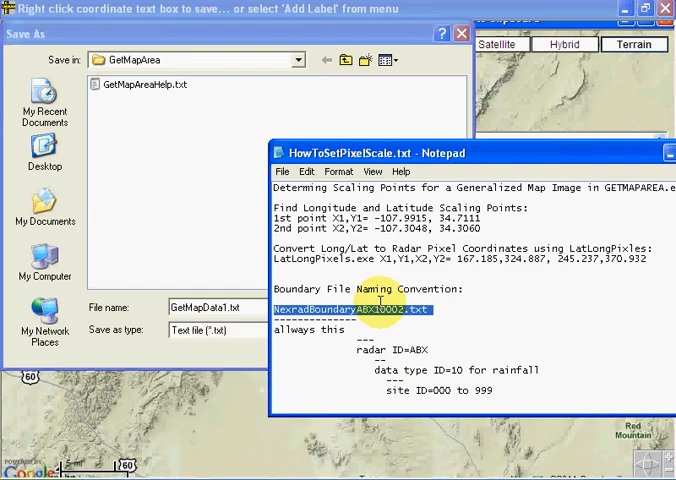 Right click coordinate text box to save... or select 'Add Label' from menu
Save As
Save in:
GetMapArea
GetMapAreaHelp.txt
My Recent
Documents
Desktop
My Documents
My Computer
My Network
Places
File name:
GetMapData1.txt
Save as type:
Text file (*.txt)
Satellite
Hybrid
Terrain
HowToSetPixelScale.txt - Notepad
File Edit Format View Help
Determing Scaling Points for a Generalized Map Image in GETMAPAREA.e
Find Longitude and Latitude Scaling Points:
1st point X1,Y1= -107.9915, 34.7111
2nd point X2,Y2= -107.3048, 34.3060
Convert Long/Lat to Radar Pixel Coordinates using LatLongPixles:
LatLongPixels.exe X1,Y1,X2,Y2= 167.185,324.887, 245.237,370.932
Boundary File Naming Convention:
NexradBoundaryABX10002.txt
--------------
allways this
---
radar ID=ABX
--
data type ID=10 for rainfall
---
site ID=000 to 999
60
Red
Mountain
POWERED BY
Google
5 mi
60